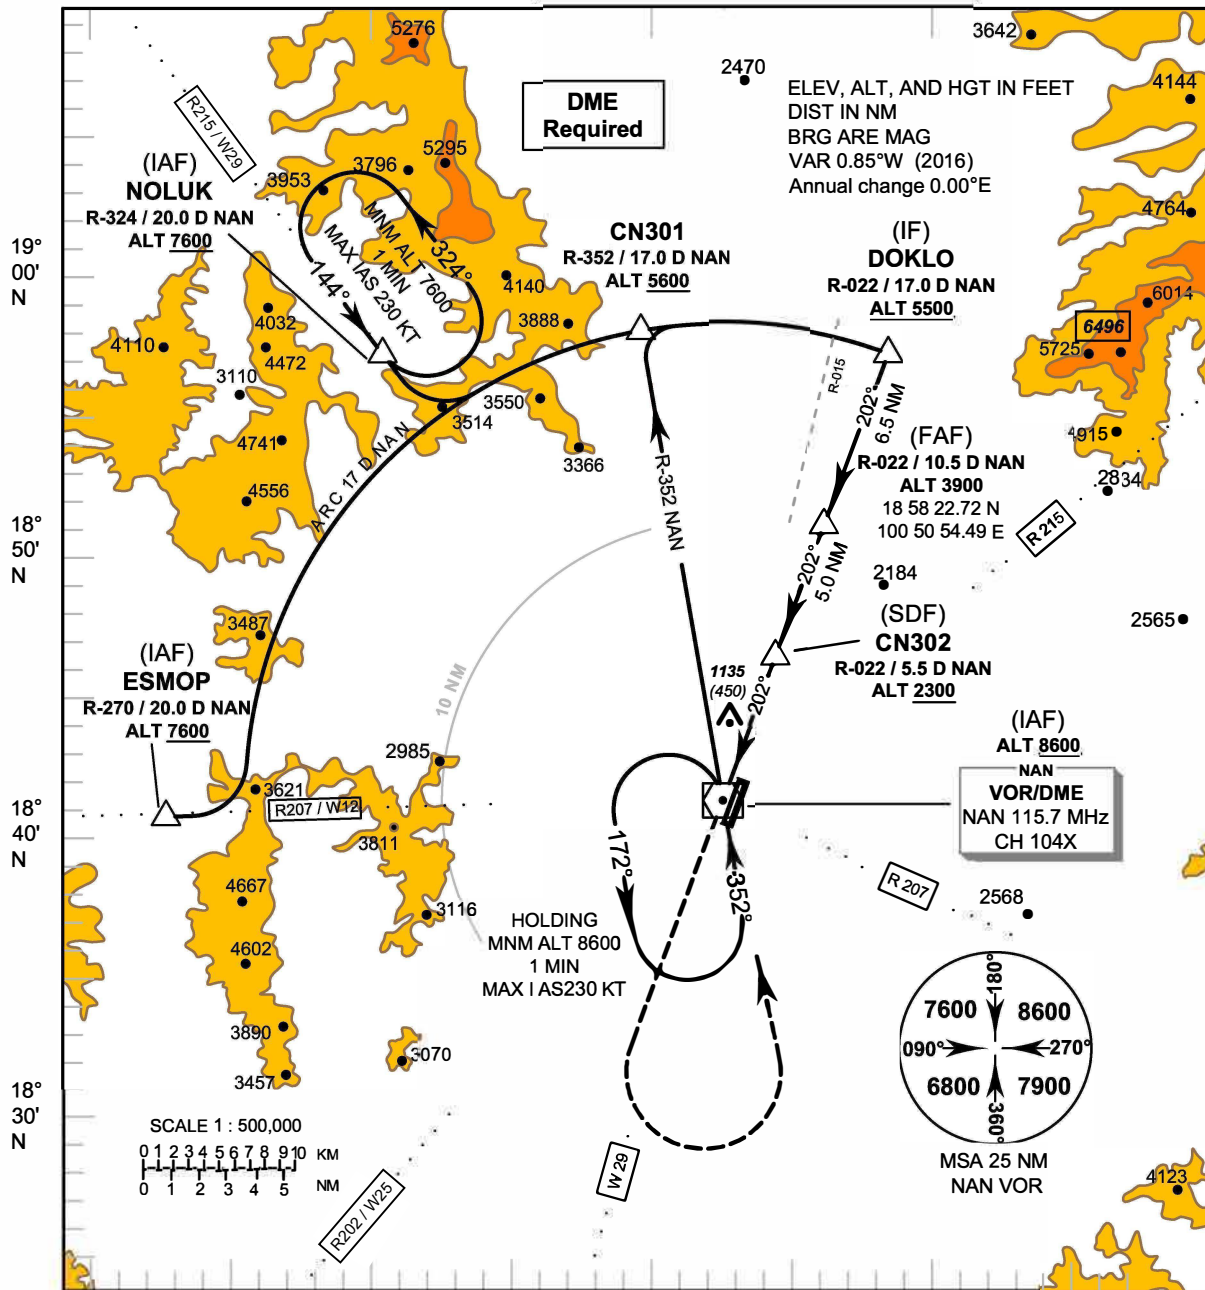 5276
3642
2470
4144
ELEV, ALT, AND HGT IN FEET
DIST IN NM
BRG ARE MAG
VAR 0.85°W (2016)
Annual change 0.00°E
DME
Required
R215 / W29
5295
3796
3953
(IAF)
NOLUK
R-324 / 20.0 D NAN
ALT 7600
4764
MNM ALT 7600
1 MIN
MAX IAS 230 KT
324°
144°
CN301
R-352 / 17.0 D NAN
ALT 5600
(IF)
DOKLO
R-022 / 17.0 D NAN
ALT 5500
19°
00'
N
4140
6014
6496
5725
3888
4032
4110
4472
3110
3550
3514
R-015
202°
6.5 NM
4741
3366
4915
ARC 17 D NAN
R-352 NAN
(FAF)
R-022 / 10.5 D NAN
ALT 3900
18 58 22.72 N
100 50 54.49 E
2834
R 215
4556
18°
50'
N
202°
5.0 NM
2184
2565
3487
(SDF)
CN302
R-022 / 5.5 D NAN
ALT 2300
(IAF)
ESMOP
R-270 / 20.0 D NAN
ALT 7600
10 NM
1135
(450)
202°
(IAF)
ALT 8600
NAN
VOR/DME
NAN 115.7 MHz
CH 104X
2985
3621
R207 / W12
3811
18°
40'
N
172°
352°
R 207
2568
4667
3116
HOLDING
MNM ALT 8600
1 MIN
MAX I AS230 KT
4602
3890
3070
3457
180°
7600
8600
090°
270°
6800
7900
360°
MSA 25 NM
NAN VOR
18°
30'
N
SCALE 1 : 500,000
0 1 2 3 4 5 6 7 8 9 10 KM
0 1 2 3 4 5 NM
W 29
R202 / W25
4123